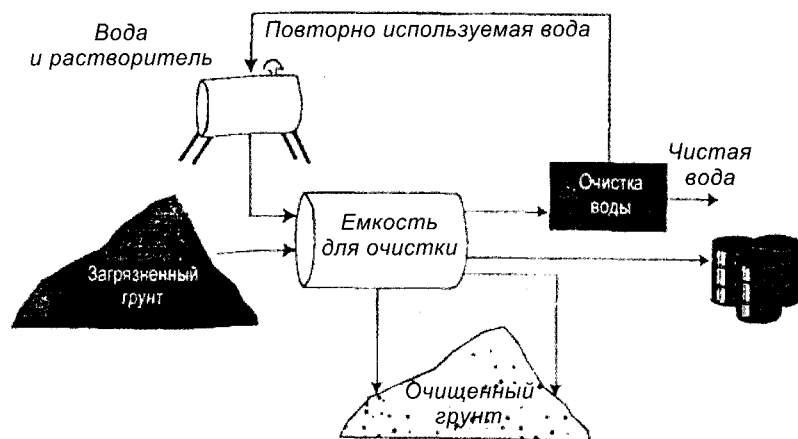 Вода
и растворитель
Повторно используемая вода
Чистая
вода
Очистка
воды
Емкость
для очистки
Загрязненный
грунт
Очищенный
грунт